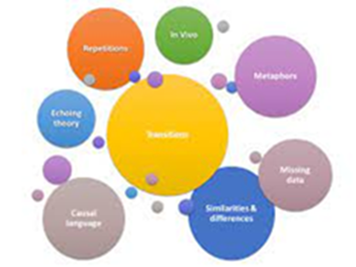 In Vivo
Repetitions
Metaphors
Echoing
theory
Transitions
Missing
data
Causal
language
Similarities &
differences